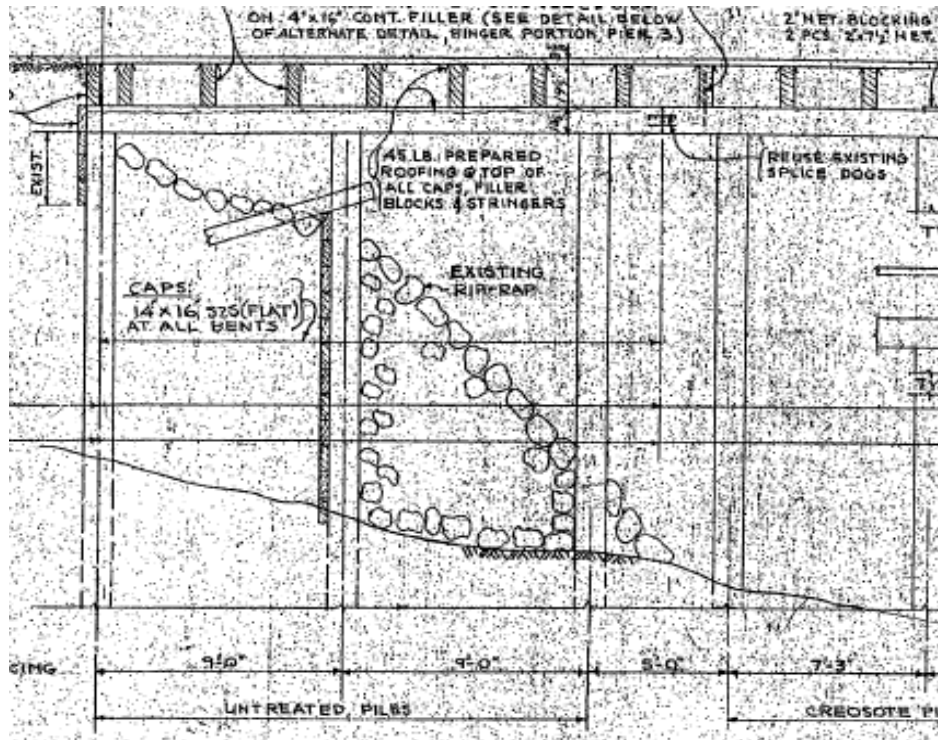 ON 4"x16" CONT. FILLER (SEE DETAIL BELOW
OF ALTERNATE DETAIL, BINGER PORTION, PIER 3)
2" NET. BLOCKING
2 PCS. 2"x7½" NET.
EXIST.
45 LB. PREPARED
ROOFING @ TOP OF
ALL CAPS, FILLER
BLOCKS & STRINGERS
REUSE EXISTING
SPLICE DOGS
EXISTING
RIP-RAP
CAPS
14" x 16" S2S (FLAT)
AT ALL BENTS
CING
9'-0"
9'-0"
5'-0"
7'-3"
UNTREATED PILES
CREOSOTE PI